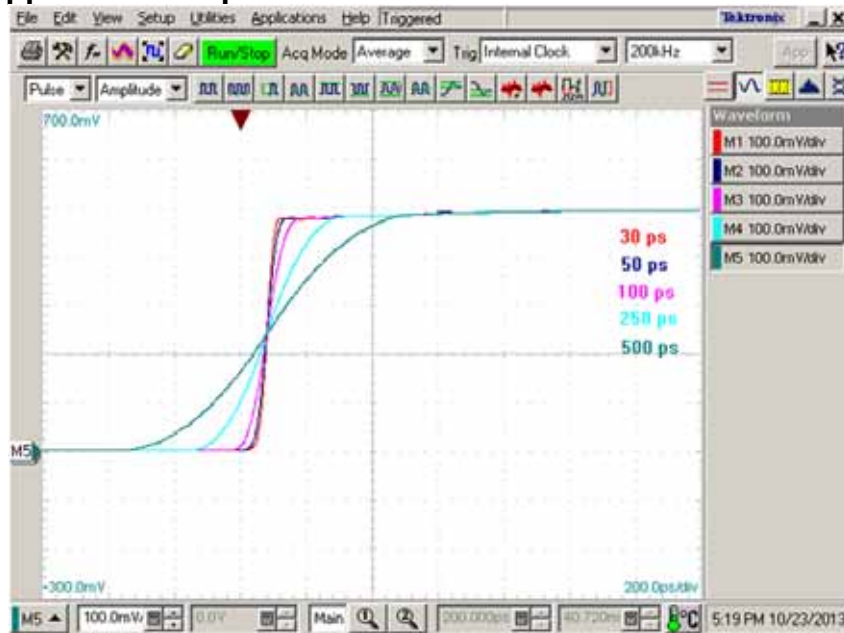 File Edit View Setup Utilities Applications Help Triggered Tektronix
Run/Stop Acq Mode Average Trig Internal Clock 200kHz App
Pulse Amplitude
700.0mV
Waveform
M1 100.0mV/div
M2 100.0mV/div
M3 100.0mV/div
M4 100.0mV/div
M5 100.0mV/div
30 ps
50 ps
100 ps
250 ps
500 ps
M5
-300.0mV 200.0ps/div
M5 100.0mV/ 0.0V Main 200.000ps °C 5:19 PM 10/23/2013